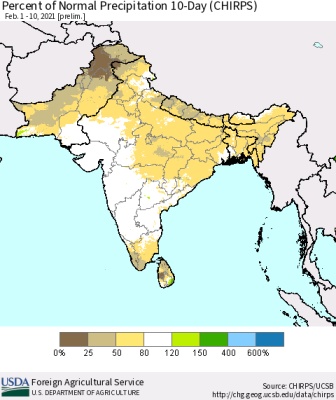 Percent of Normal Precipitation 10-Day (CHIRPS)
Feb. 1 - 10, 2021 [prelim.]
0% 25 50 80 120 150 200 400 600%
USDA Foreign Agricultural Service
U.S. DEPARTMENT OF AGRICULTURE
Source: CHIRPS/UCSB
http://chg.geog.ucsb.edu/data/chirps